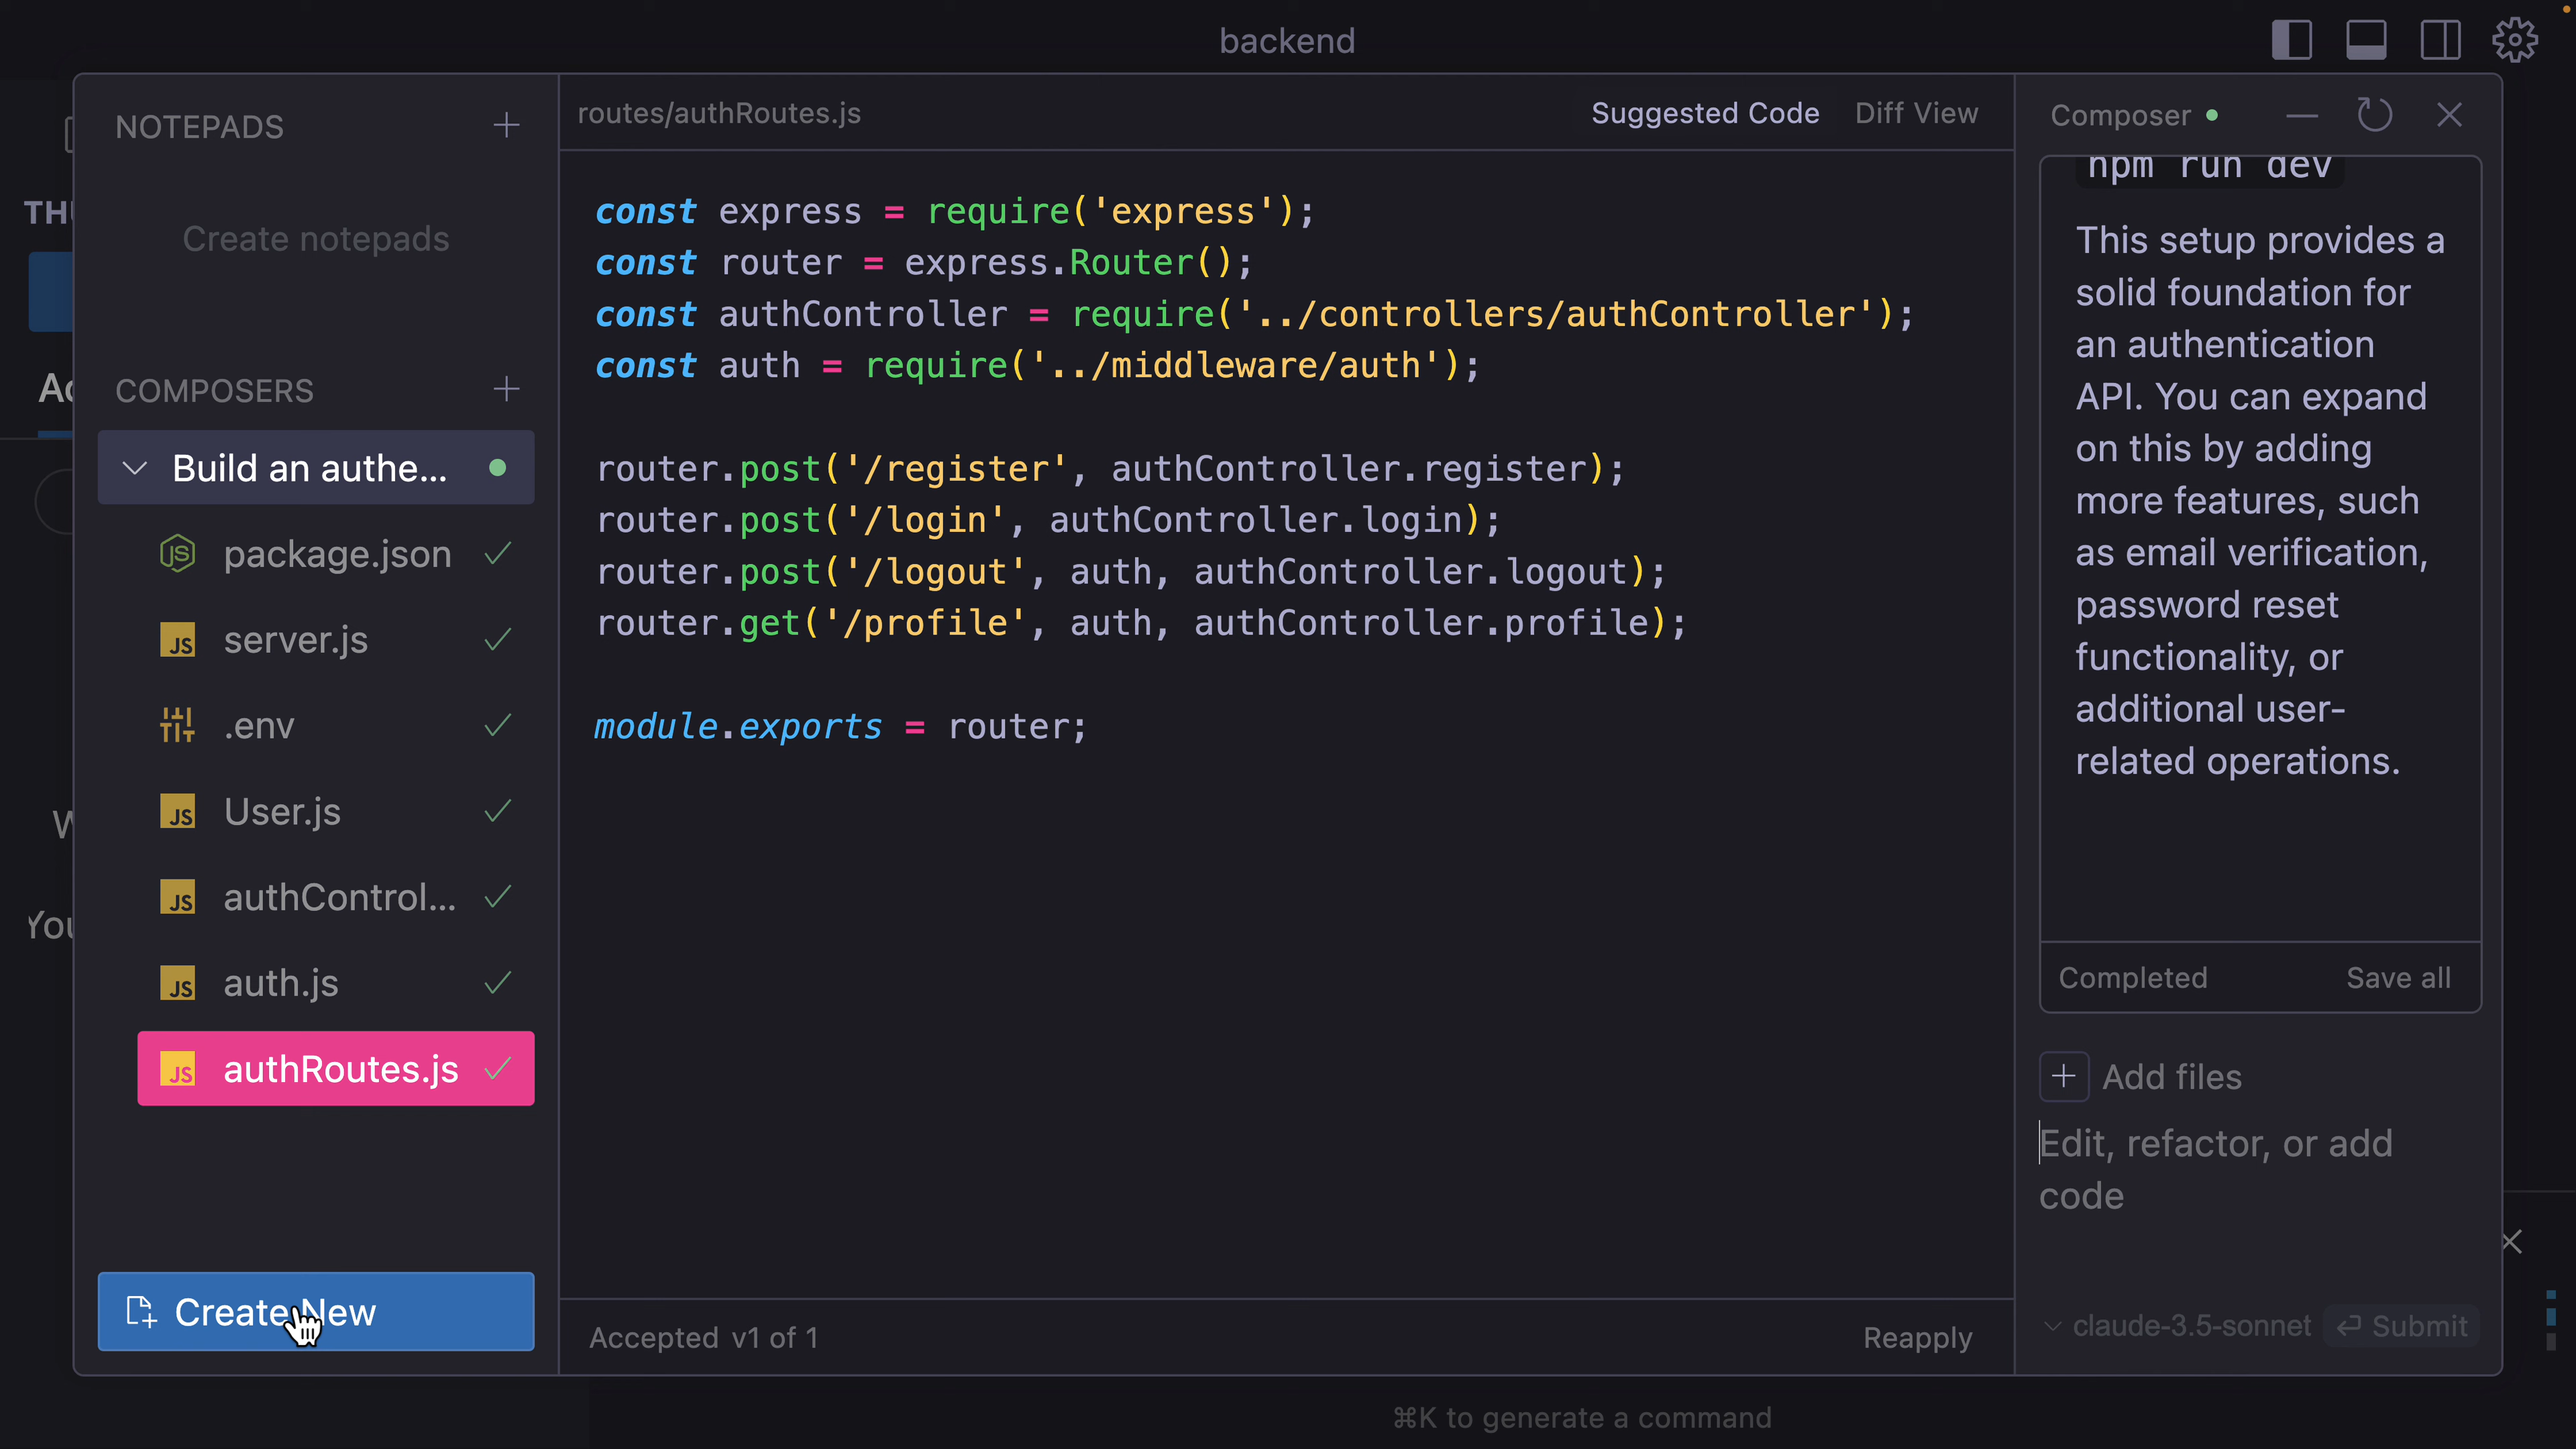 backend
NOTEPADS
Create notepads
COMPOSERS
Build an authe...
package.json
server.js
.env
User.js
authControl...
auth.js
authRoutes.js
Create New
routes/authRoutes.js
Suggested Code
Diff View
const express = require('express');
const router = express.Router();
const authController = require('../controllers/authController');
const auth = require('../middleware/auth');
router.post('/register', authController.register);
router.post('/login', authController.login);
router.post('/logout', auth, authController.logout);
router.get('/profile', auth, authController.profile);
module.exports = router;
Accepted v1 of 1
Reapply
Composer
npm run dev
This setup provides a
solid foundation for
an authentication
API. You can expand
on this by adding
more features, such
as email verification,
password reset
functionality, or
additional user-
related operations.
Completed
Save all
Add files
Edit, refactor, or add
code
claude-3.5-sonnet
Submit
⌘K to generate a command